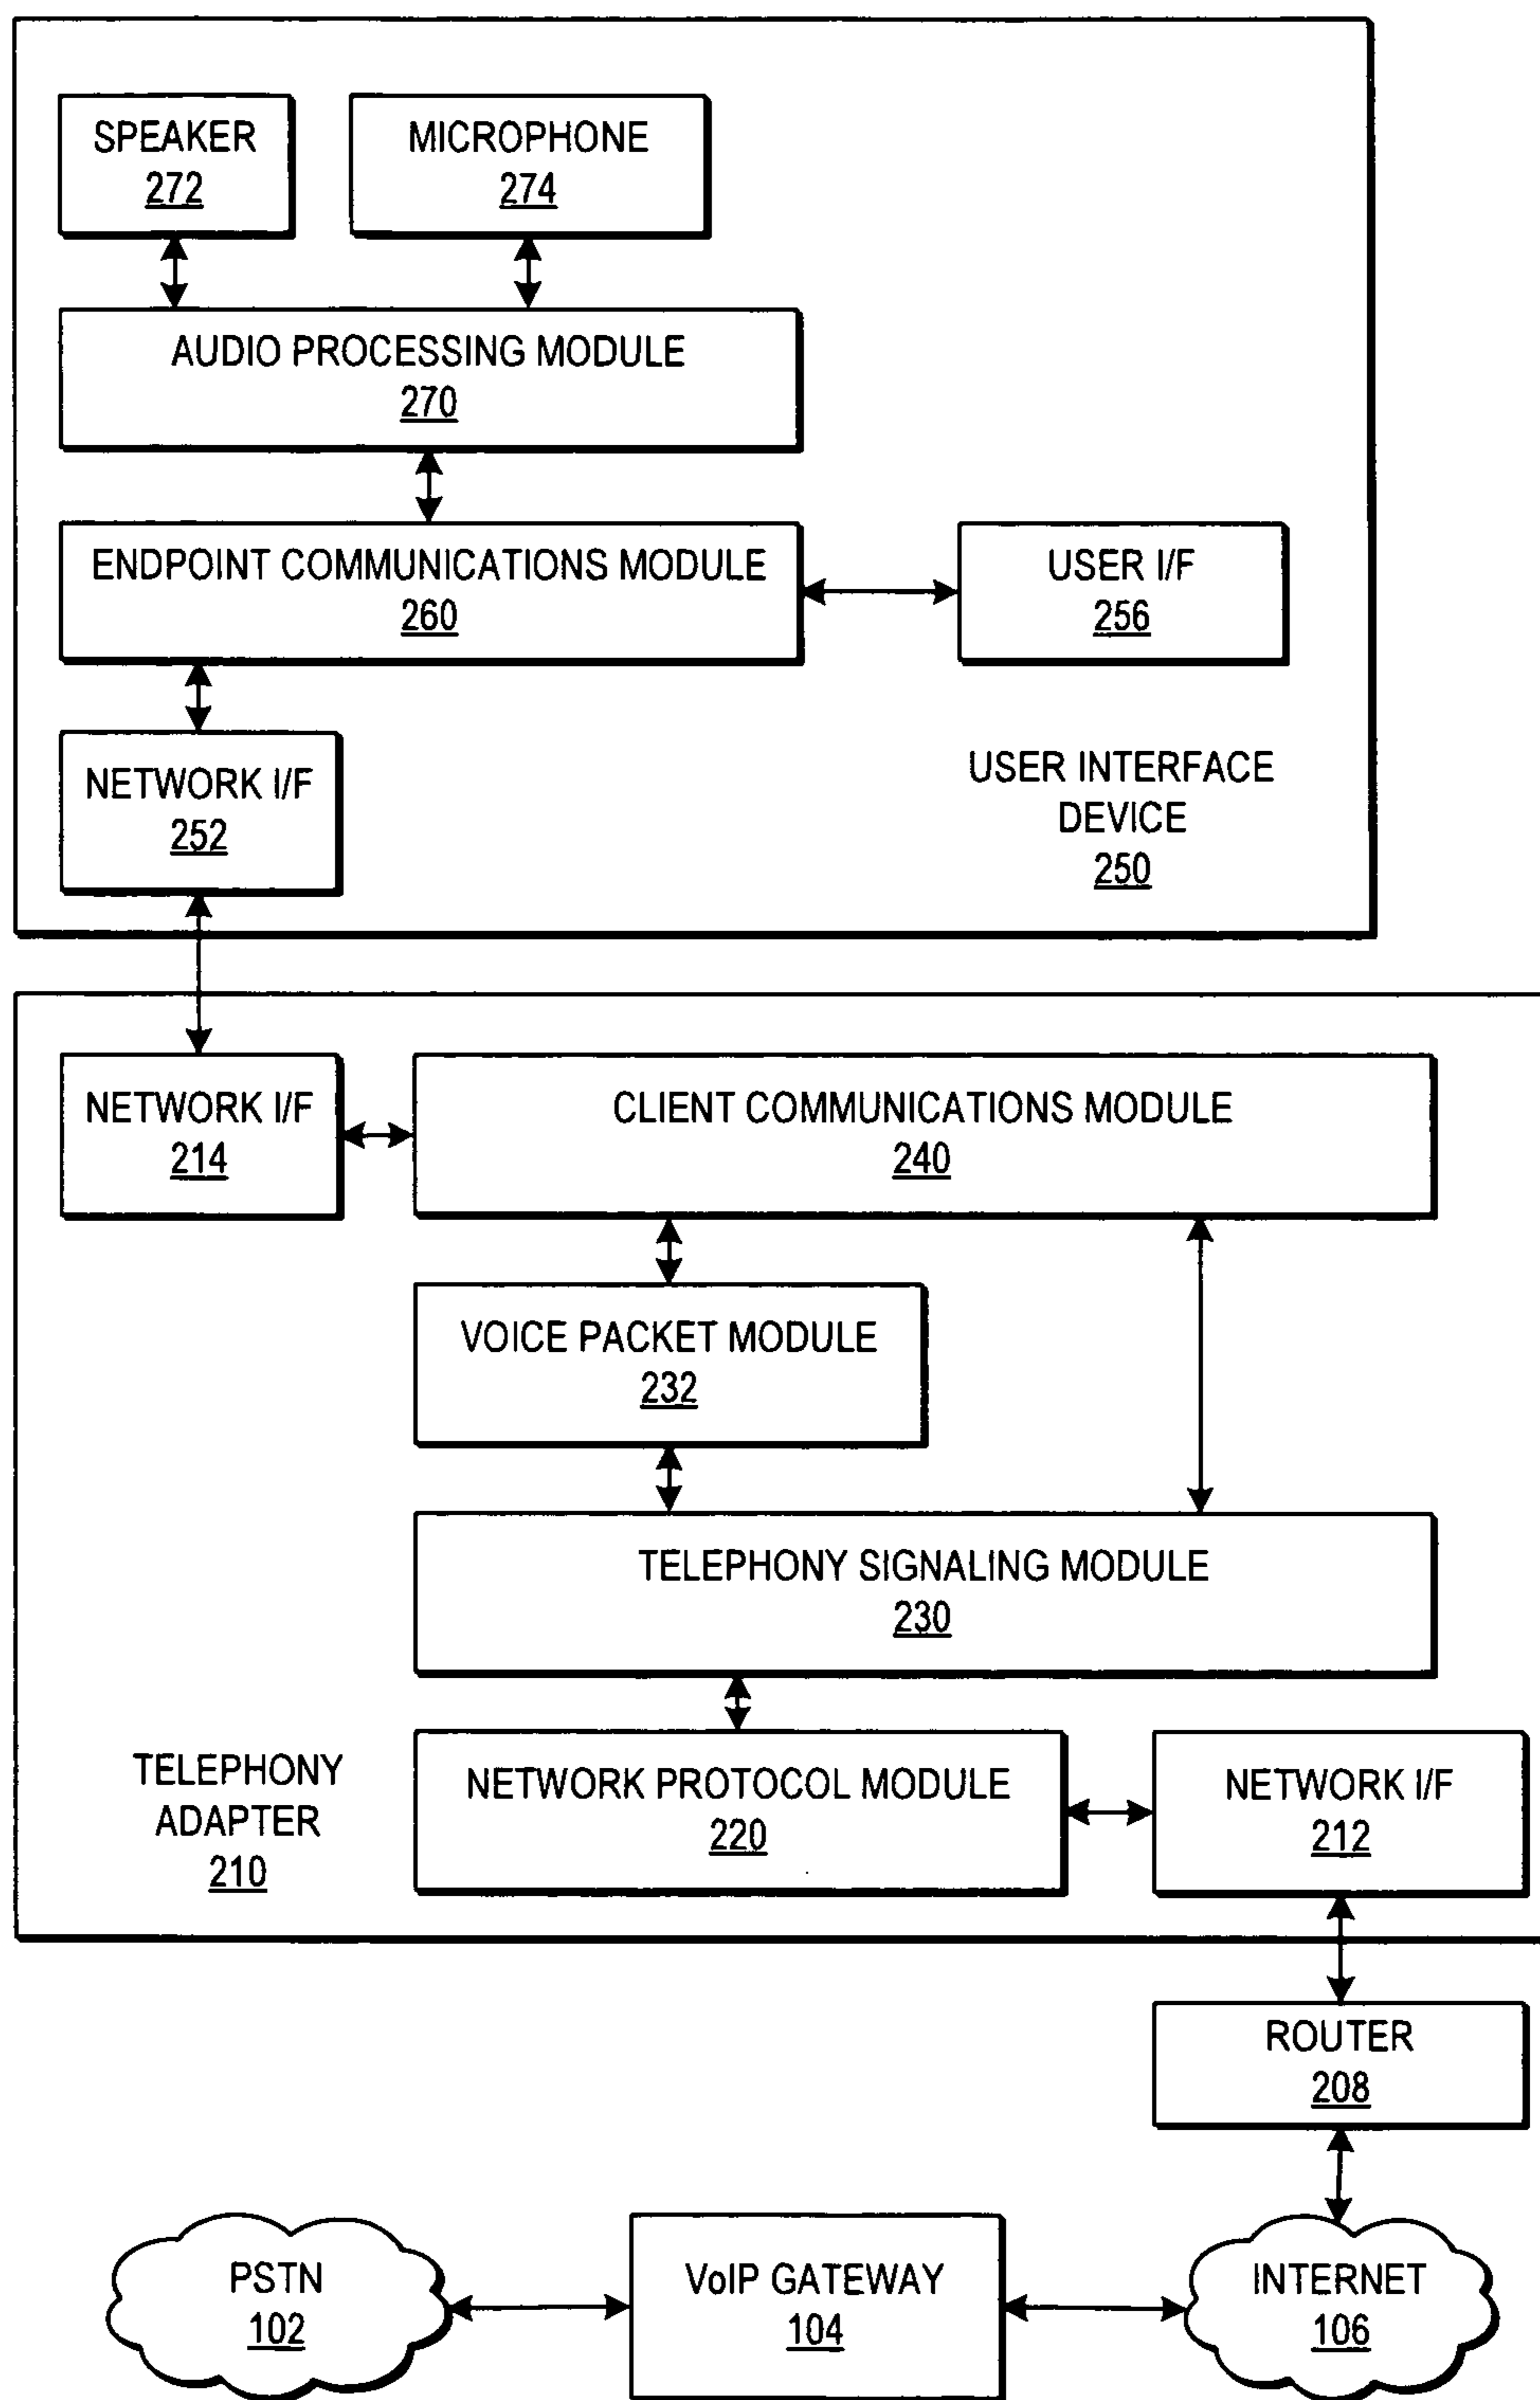 SPEAKER
272
MICROPHONE
274
AUDIO PROCESSING MODULE
270
ENDPOINT COMMUNICATIONS MODULE
260
USER I/F
256
NETWORK I/F
252
USER INTERFACE
DEVICE
250
NETWORK I/F
214
CLIENT COMMUNICATIONS MODULE
240
VOICE PACKET MODULE
232
TELEPHONY SIGNALING MODULE
230
TELEPHONY
ADAPTER
210
NETWORK PROTOCOL MODULE
220
NETWORK I/F
212
ROUTER
208
PSTN
102
VoIP GATEWAY
104
INTERNET
106